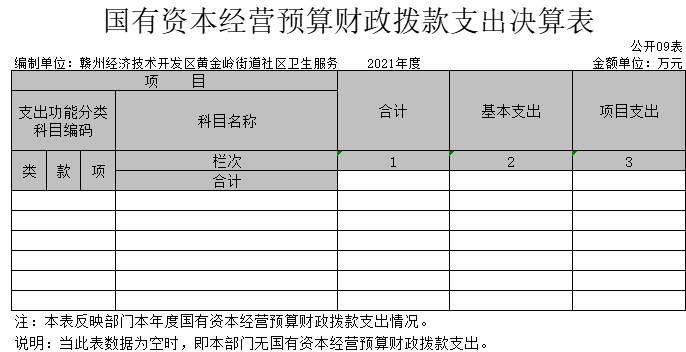 国有资本经营预算财政拨款支出决算表
公开09表
编制单位：赣州经济技术开发区黄金岭街道社区卫生服务 2021年度 金额单位：万元
项 目
合计 基本支出 项目支出
支出功能分类
科目编码
科目名称
类 款 项 栏次 1 2 3
合计
注：本表反映部门本年度国有资本经营预算财政拨款支出情况。
说明：当此表数据为空时，即本部门无国有资本经营预算财政拨款支出。